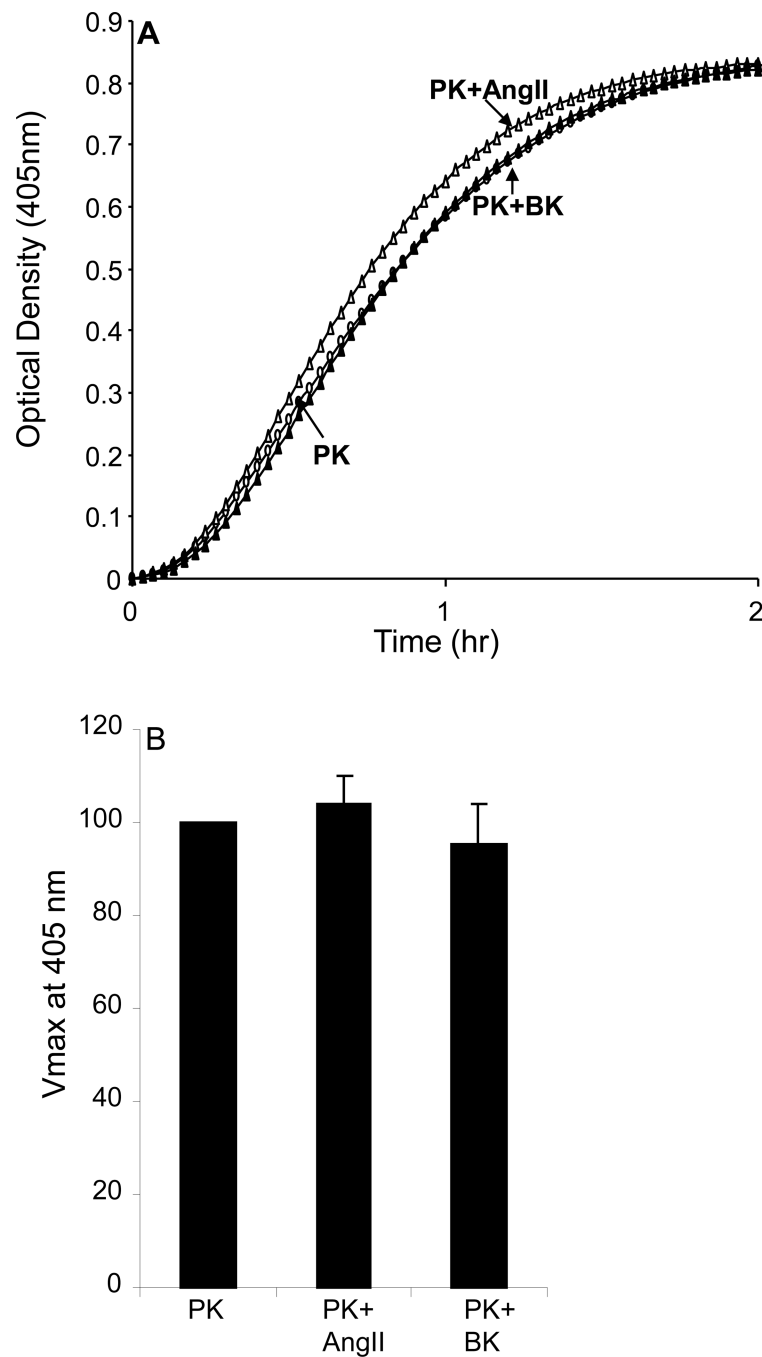 A
0.9
0.8
0.7
0.6
0.5
0.4
0.3
0.2
0.1
0
Optical Density (405nm)
PK+AngII
PK+BK
PK
0 1 2
Time (hr)
B
120
100
80
60
40
20
0
Vmax at 405 nm
PK PK+ PK+
AngII BK